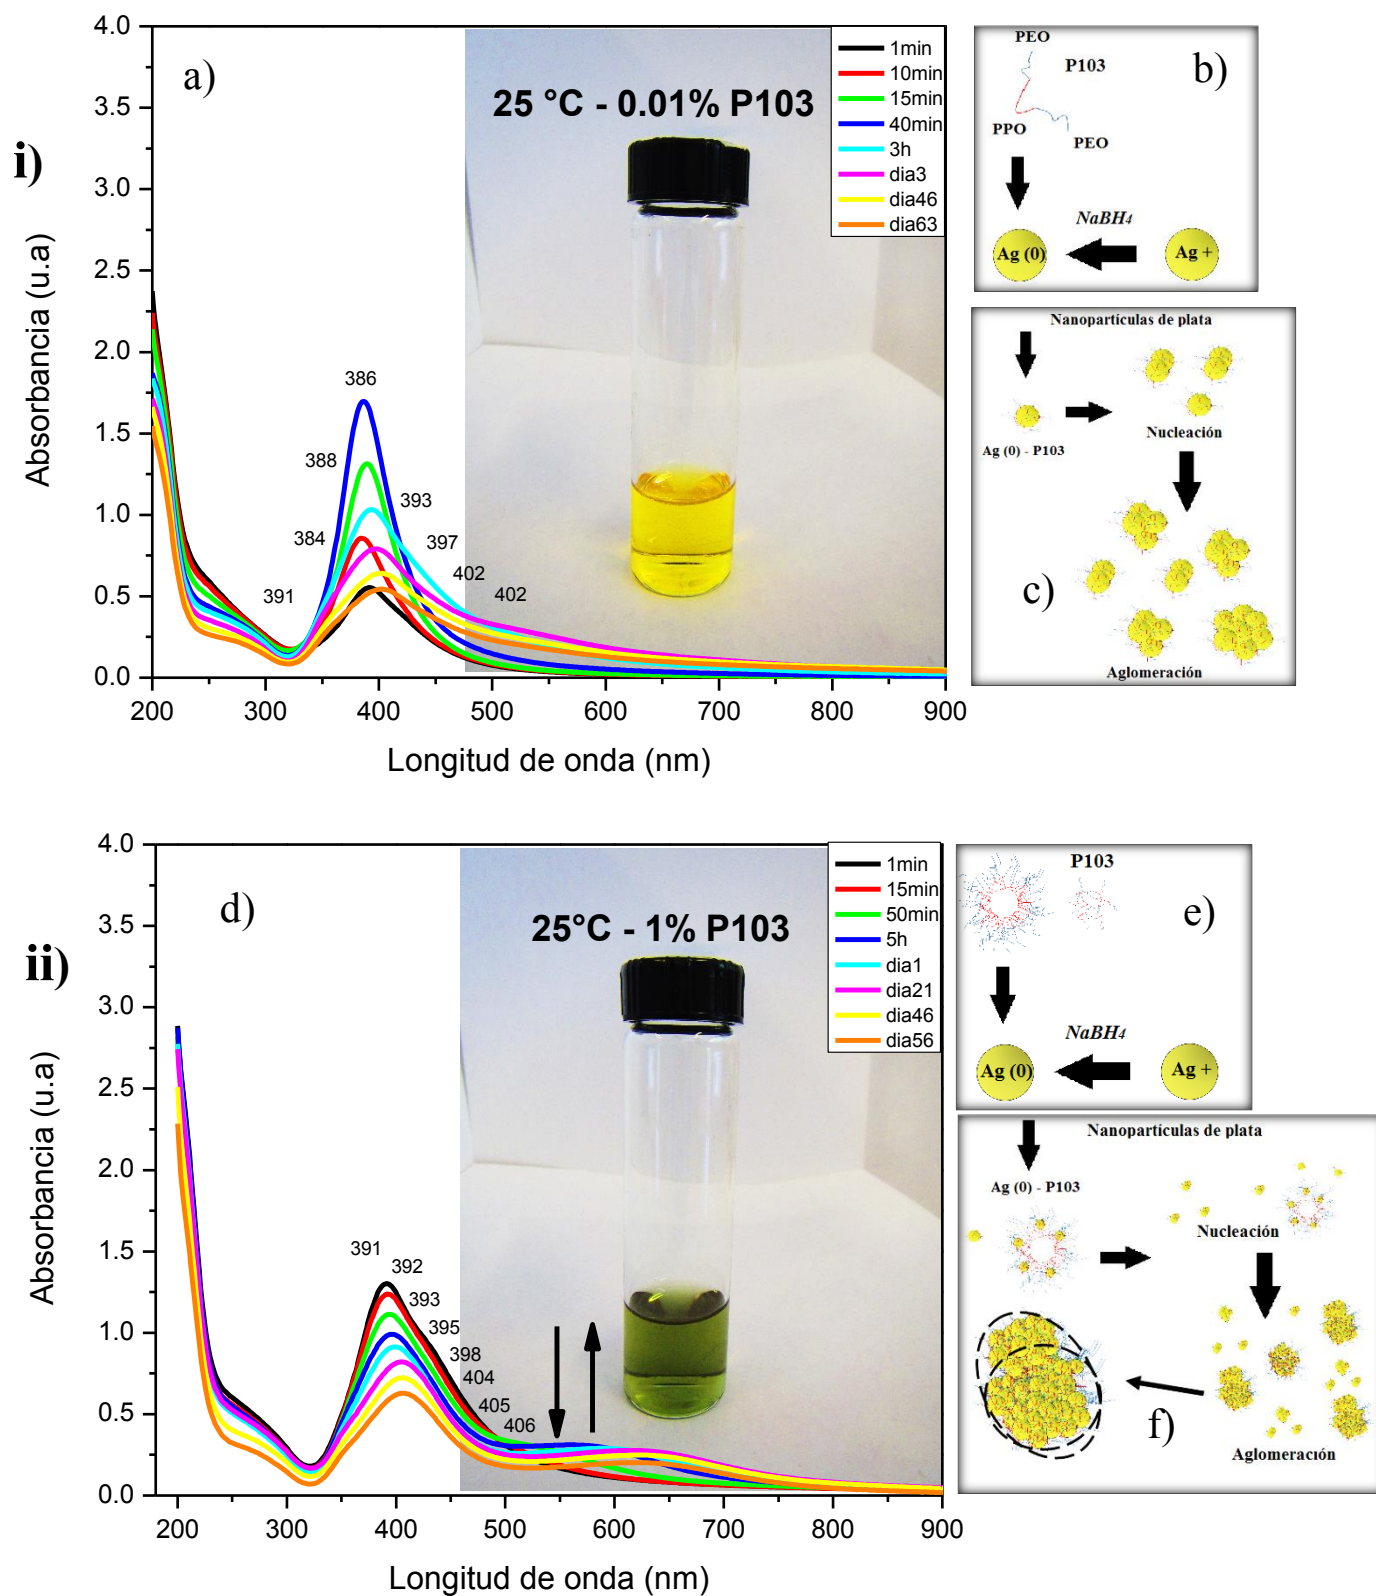 i)
a)
25 °C - 0.01% P103
1min
10min
15min
40min
3h
dia3
dia46
dia63
Absorbancia (u.a)
4.0
3.5
3.0
2.5
2.0
1.5
1.0
0.5
0.0
386
388
393
384
397
402
391
402
200
300
400
500
600
700
800
900
Longitud de onda (nm)
b)
PEO
P103
PPO
PEO
NaBH4
Ag (0)
Ag +
Nanopartículas de plata
Ag (0) - P103
Nucleación
c)
Aglomeración
ii)
d)
25°C - 1% P103
1min
15min
50min
5h
dia1
dia21
dia46
dia56
Absorbancia (u.a)
4.0
3.5
3.0
2.5
2.0
1.5
1.0
0.5
0.0
391
392
393
395
398
404
405
406
200
300
400
500
600
700
800
900
Longitud de onda (nm)
P103
e)
NaBH4
Ag (0)
Ag +
Nanopartículas de plata
Ag (0) - P103
Nucleación
f)
Aglomeración